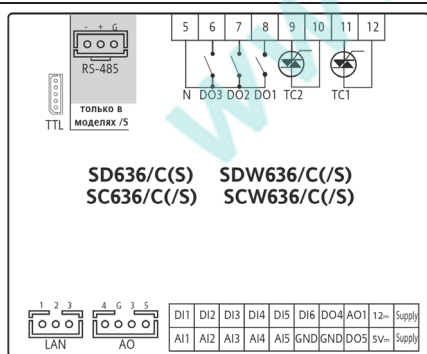 - + G
RS-485
только в
моделях /S
TTL
5 6 7 8 9 10 11 12
N DO3 DO2 DO1 TC2 TC1
SD636/C(S) SDW636/C(/S)
SC636/C(/S) SCW636/C(/S)
1 2 3
LAN
4 G 3 5
AO
DI1 DI2 DI3 DI4 DI5 DI6 DO4 AO1 12⎓ Supply
AI1 AI2 AI3 AI4 AI5 GND GND DO5 5V⎓ Supply